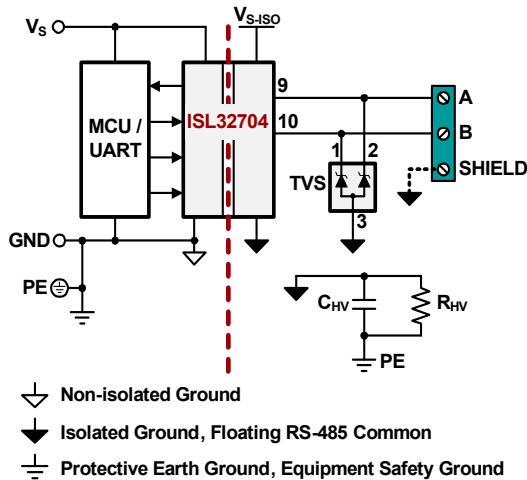 VS
VS-ISO
MCU / UART
ISL32704
9
10
A
B
SHIELD
1
2
TVS
3
GND
PE
CHV
RHV
PE
Non-isolated Ground
Isolated Ground, Floating RS-485 Common
Protective Earth Ground, Equipment Safety Ground